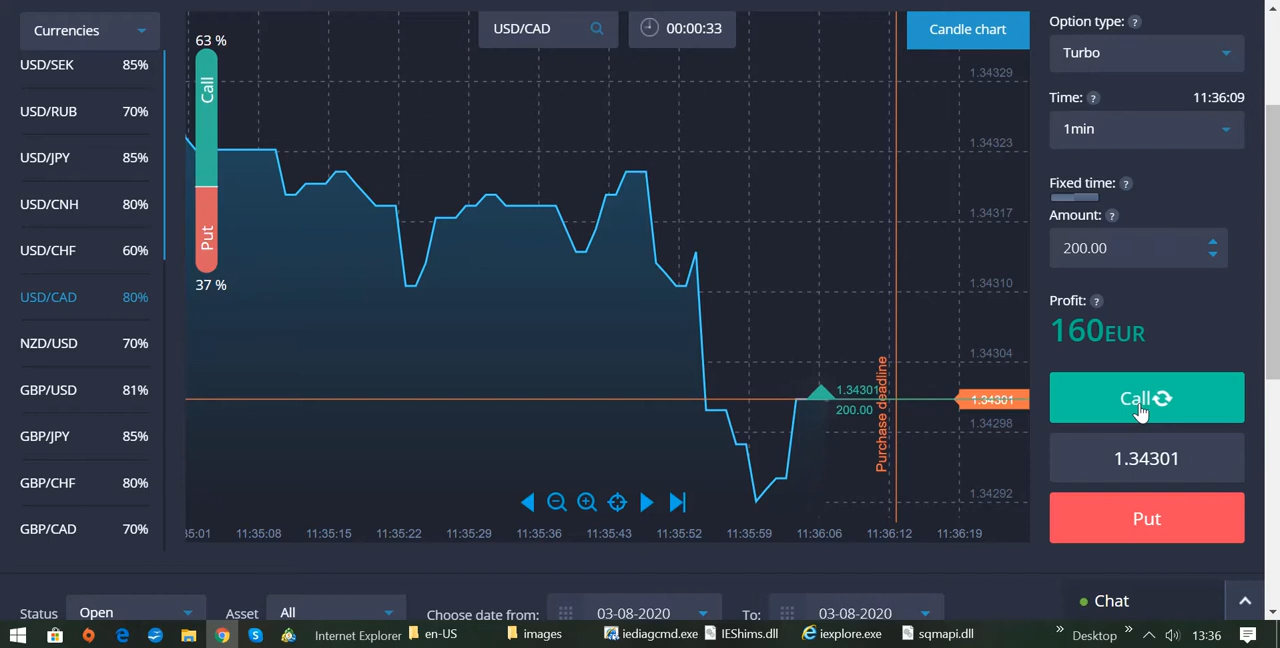 Currencies
USD/SEK 85%
USD/RUB 70%
USD/JPY 85%
USD/CNH 80%
USD/CHF 60%
USD/CAD 80%
NZD/USD 70%
GBP/USD 81%
GBP/JPY 85%
GBP/CHF 80%
GBP/CAD 70%
63 %
Call
Put
37 %
USD/CAD
00:00:33
Candle chart
1.34329
1.34323
1.34317
1.34310
1.34304
1.34301
1.34298
1.34292
1.34301
200.00
Purchase deadline
35:01 11:35:08 11:35:15 11:35:22 11:35:29 11:35:36 11:35:43 11:35:52 11:35:59 11:36:06 11:36:12 11:36:19
Option type: ?
Turbo
Time: ? 11:36:09
1min
Fixed time: ?
Amount: ?
200.00
Profit: ?
160EUR
Call
1.34301
Put
Status Open Asset All Choose date from: 03-08-2020 To: 03-08-2020
Chat
Internet Explorer en-US images iediagcmd.exe IEShims.dll iexplore.exe sqmapi.dll Desktop 13:36